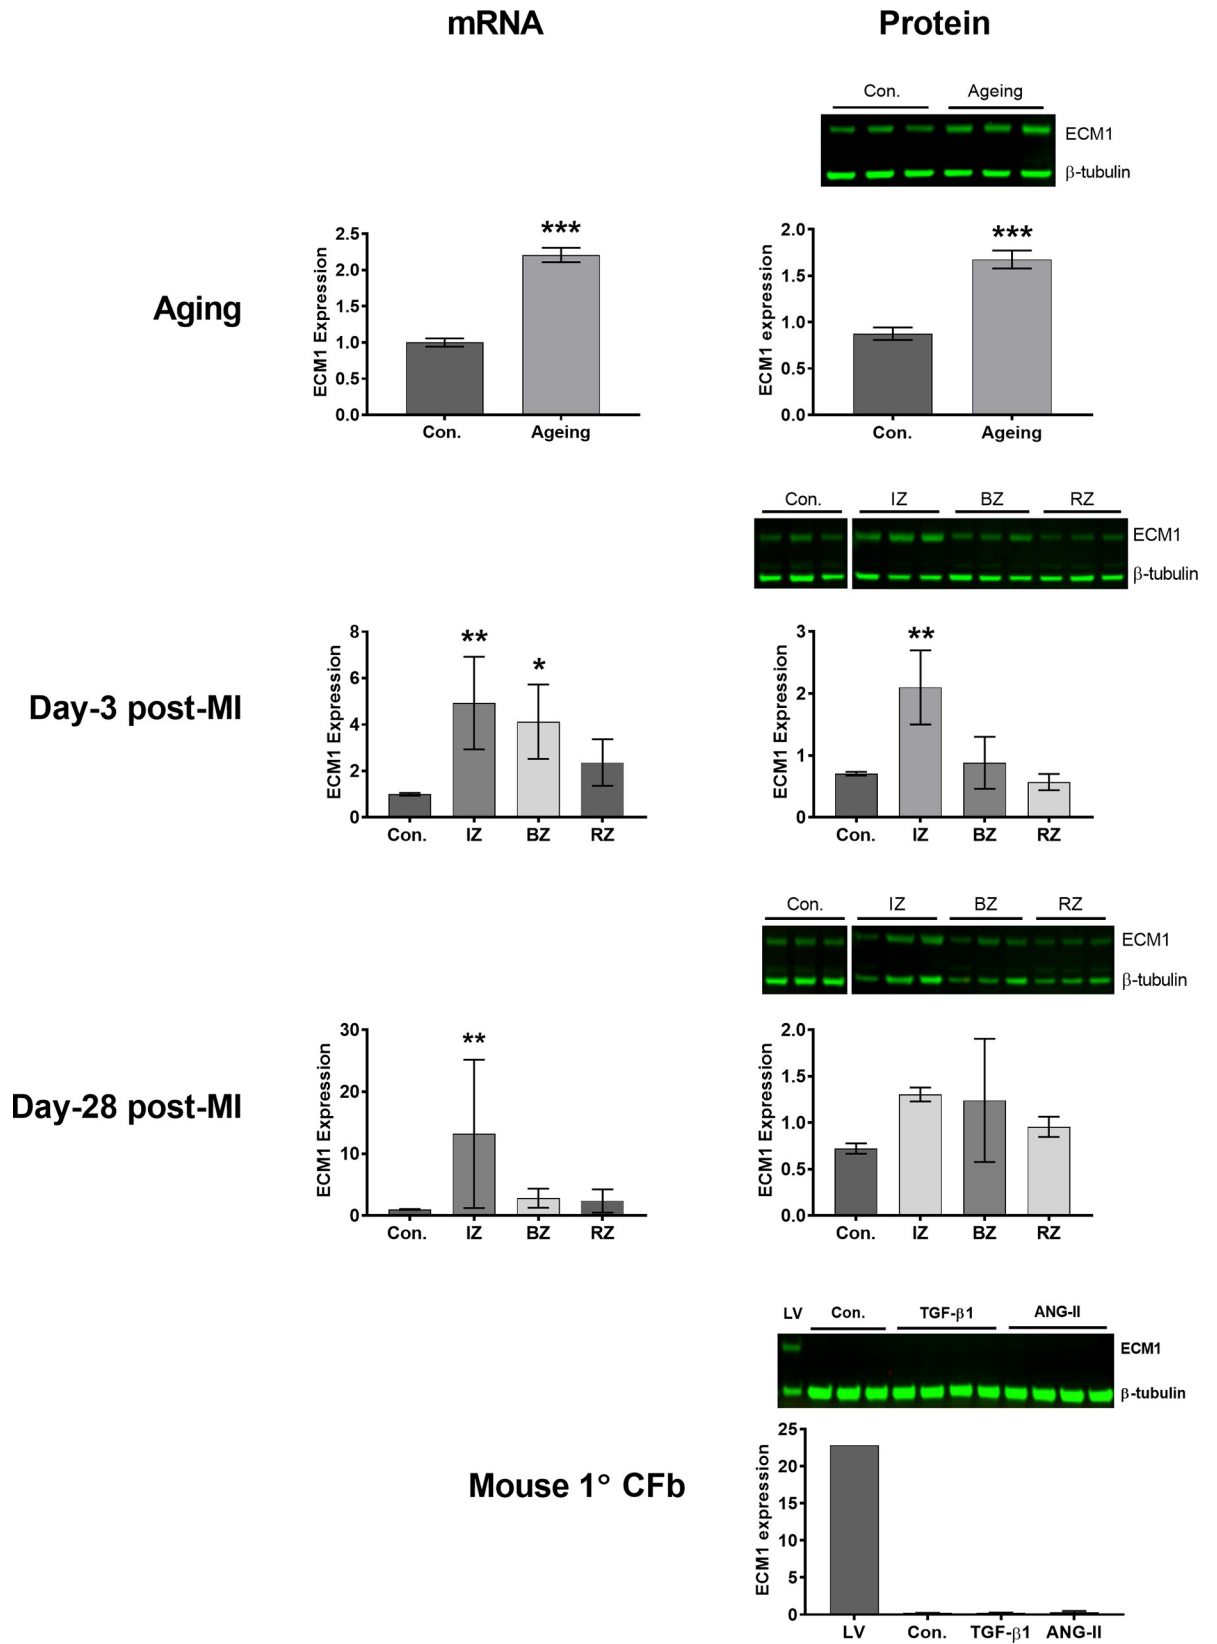 mRNA
Protein
Con.
Ageing
ECM1
β-tubulin
Aging
ECM1 Expression
2.5
2.0
1.5
1.0
0.5
0.0
***
Con.
Ageing
ECM1 expression
2.0
1.5
1.0
0.5
0.0
***
Con.
Ageing
Con.
IZ
BZ
RZ
ECM1
β-tubulin
Day-3 post-MI
ECM1 Expression
8
6
4
2
0
**
*
Con.
IZ
BZ
RZ
ECM1 Expression
3
2
1
0
**
Con.
IZ
BZ
RZ
Con.
IZ
BZ
RZ
ECM1
β-tubulin
Day-28 post-MI
ECM1 Expression
30
20
10
0
**
Con.
IZ
BZ
RZ
ECM1 Expression
2.0
1.5
1.0
0.5
0.0
Con.
IZ
BZ
RZ
LV
Con.
TGF-β1
ANG-II
ECM1
β-tubulin
Mouse 1° CFb
ECM1 expression
25
20
15
10
5
0
LV
Con.
TGF-β1
ANG-II